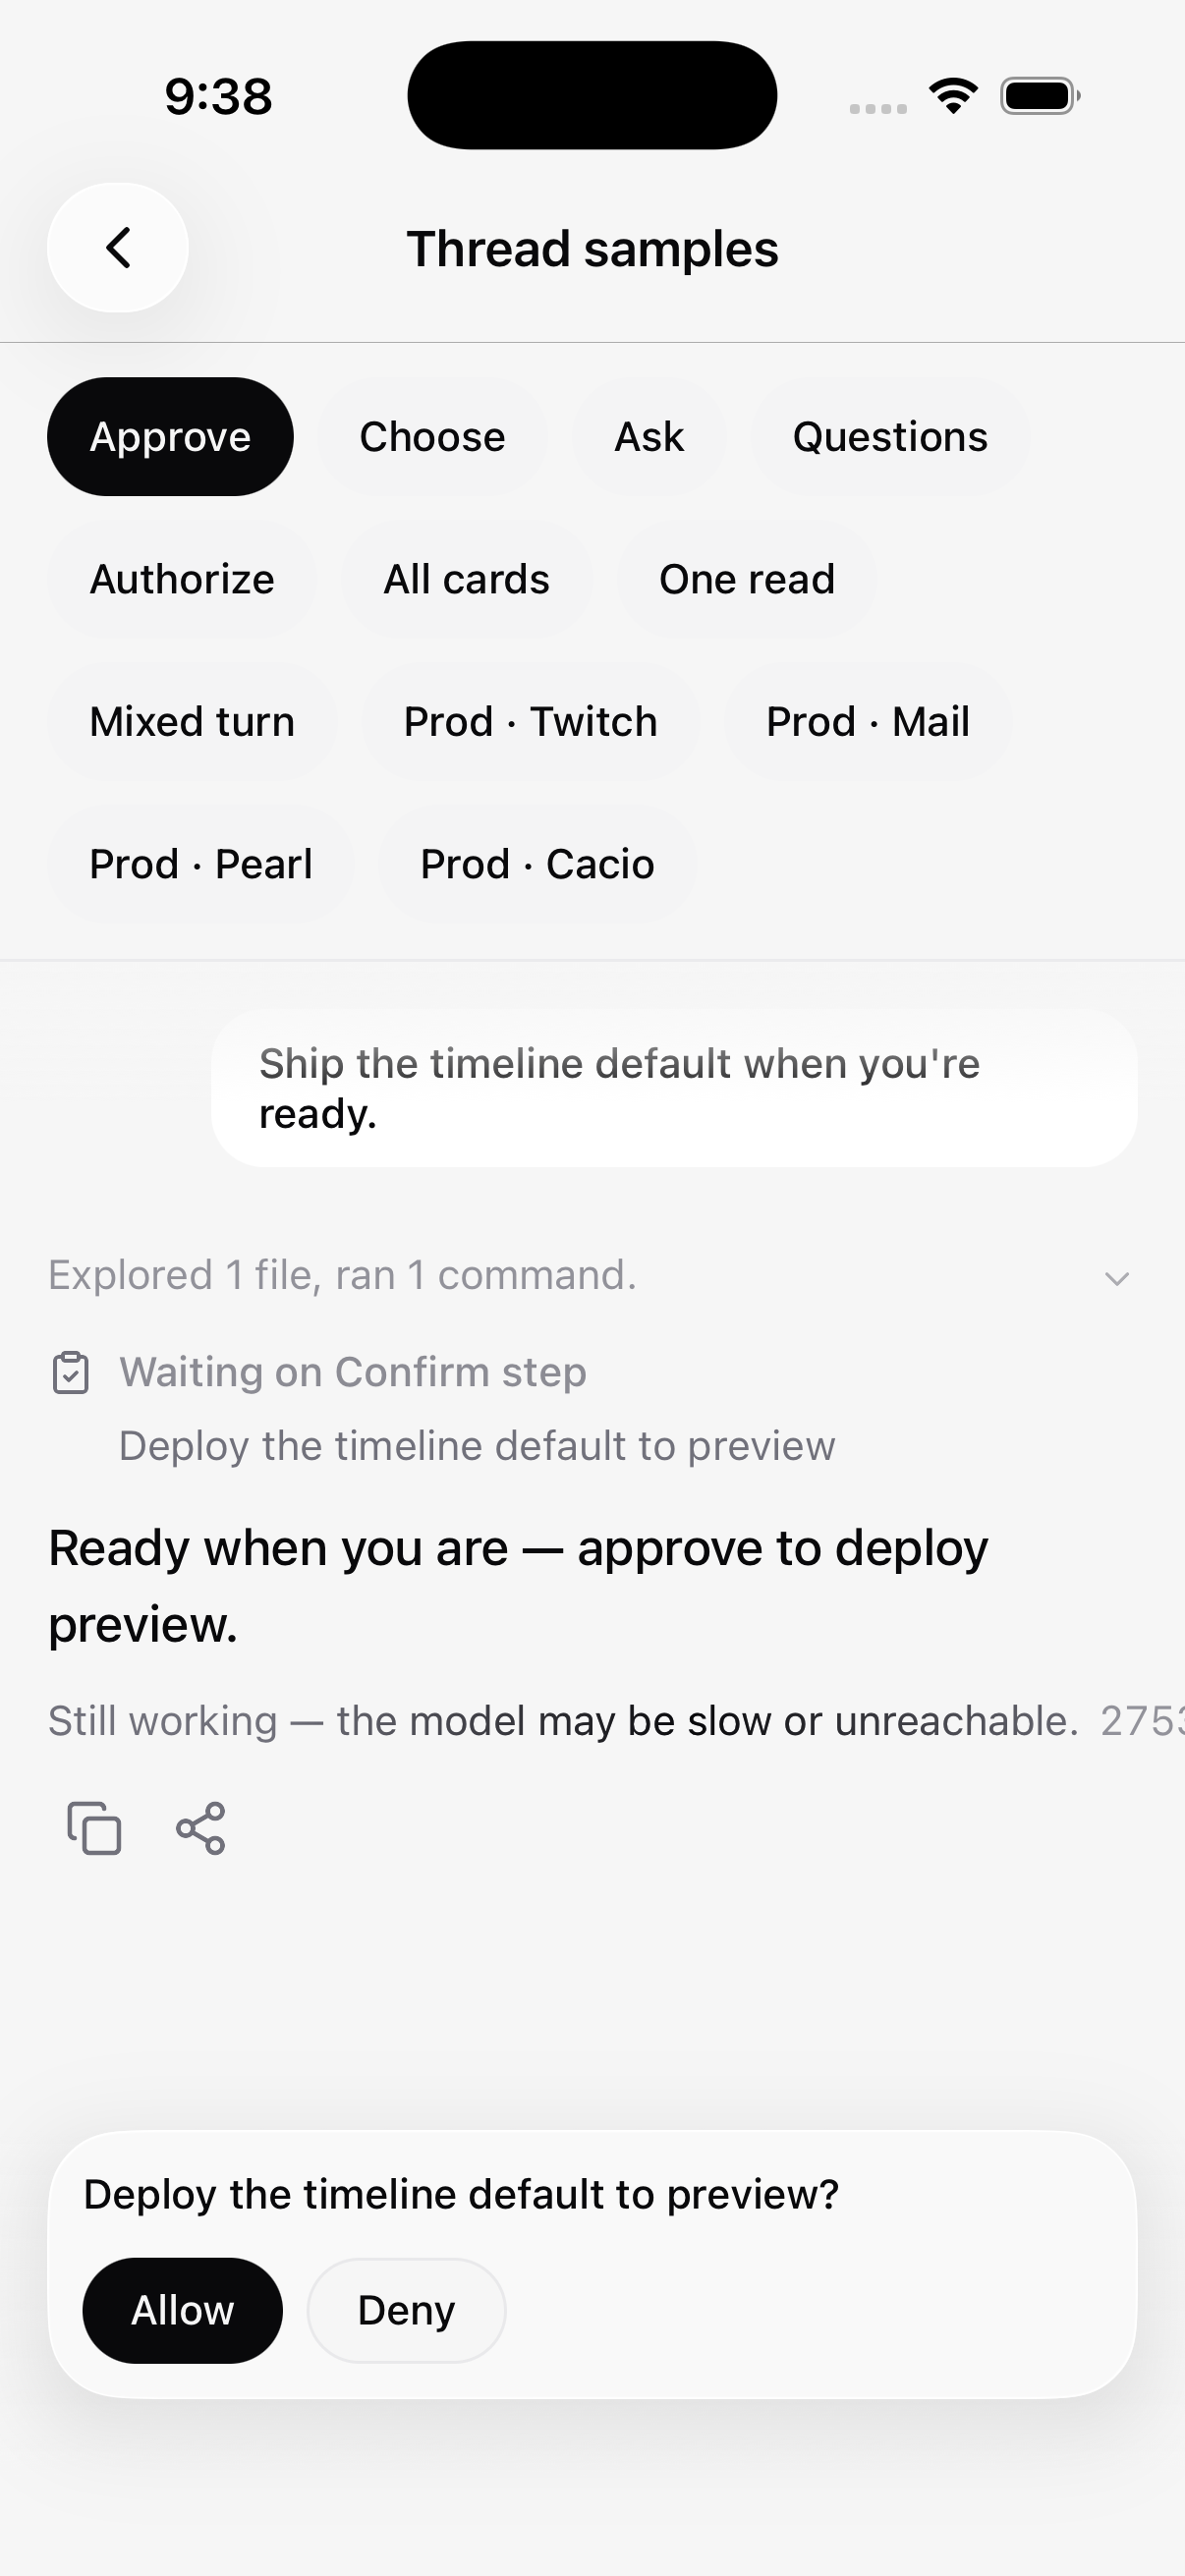 9:38
Thread samples
Approve
Choose
Ask
Questions
Authorize
All cards
One read
Mixed turn
Prod · Twitch
Prod · Mail
Prod · Pearl
Prod · Cacio
Ship the timeline default when you're
ready.
Explored 1 file, ran 1 command.
Waiting on Confirm step
Deploy the timeline default to preview
Ready when you are — approve to deploy
preview.
Still working — the model may be slow or unreachable. 2753
Deploy the timeline default to preview?
Allow
Deny